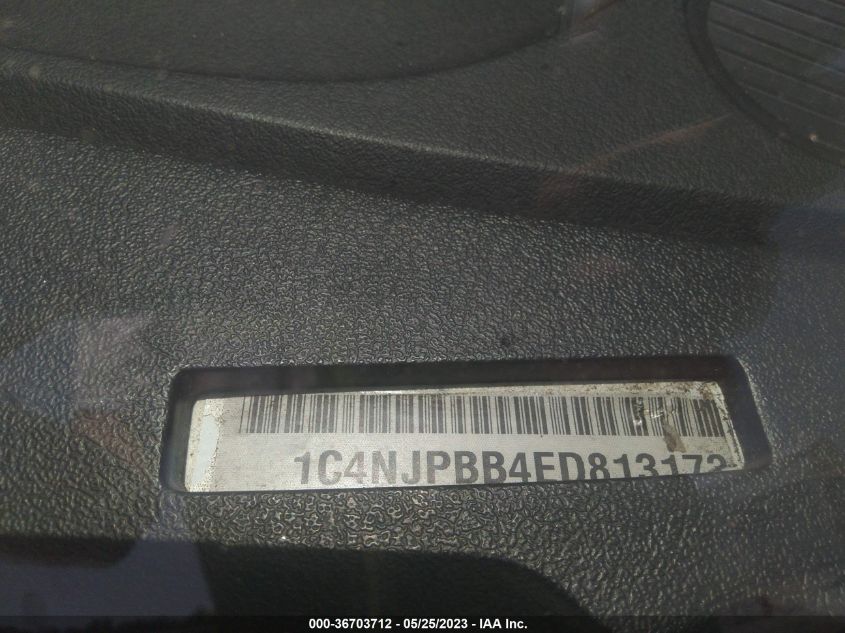 1C4NJPBB4ED813173
000-36703712 - 05/25/2023 - IAA Inc.